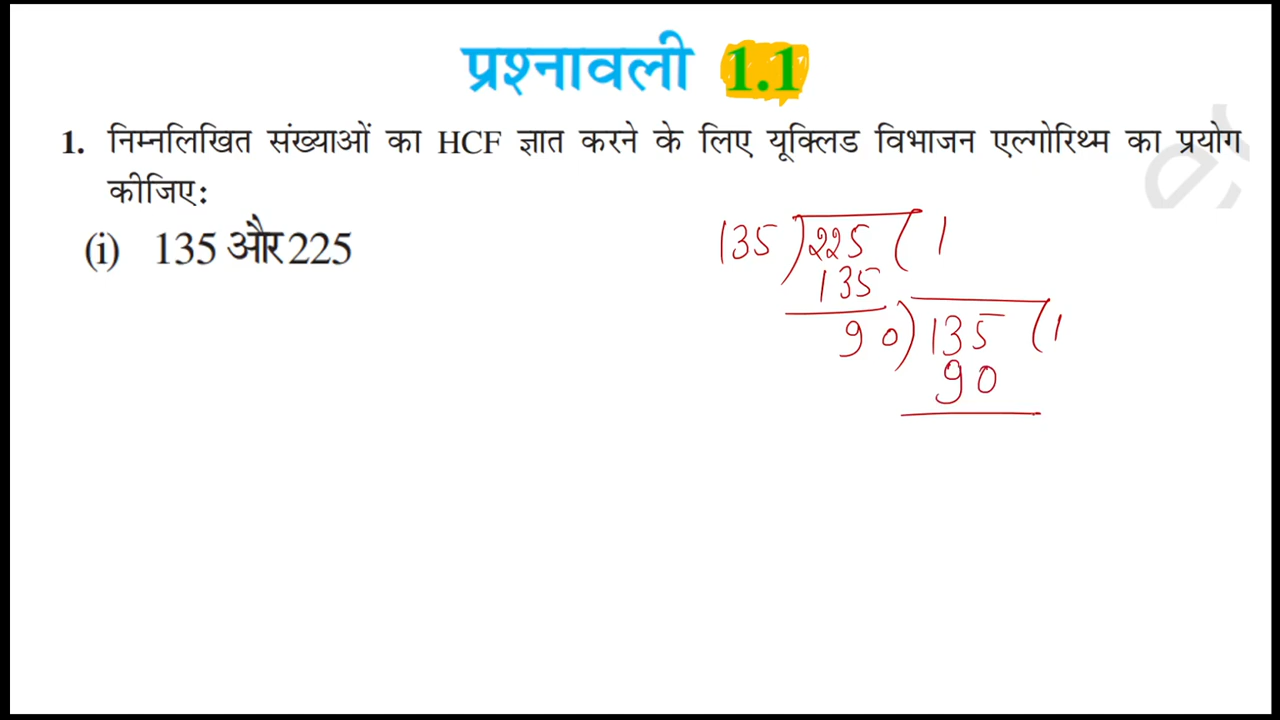 प्रश्नावली 1.1
1. निम्नलिखित संख्याओं का HCF ज्ञात करने के लिए यूक्लिड विभाजन एल्गोरिथ्म का प्रयोग
कीजिए:
(i) 135 और 225
135 ) 225 ( 1
135
90 ) 135 ( 1
90